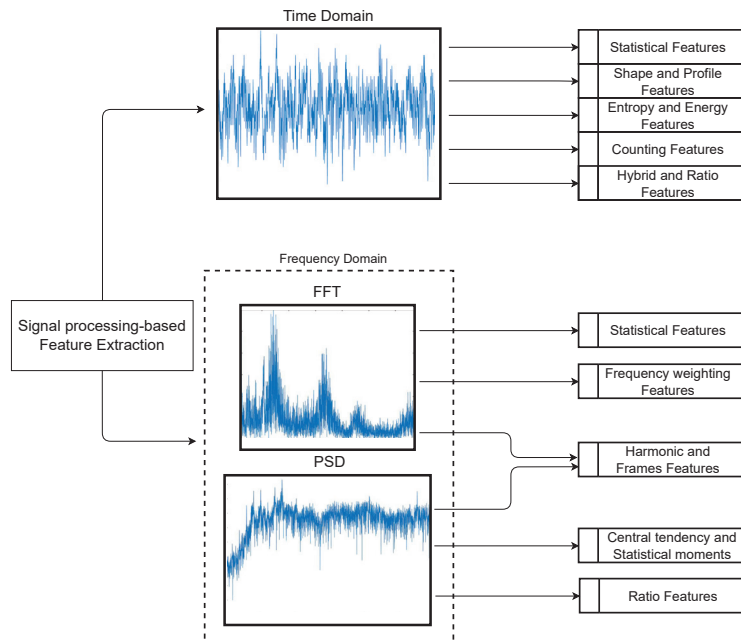 Time Domain
Statistical Features
Shape and Profile
Features
Entropy and Energy
Features
Counting Features
Hybrid and Ratio
Features
Signal processing-based
Feature Extraction
Frequency Domain
FFT
Statistical Features
Frequency weighting
Features
Harmonic and
Frames Features
PSD
Central tendency and
Statistical moments
Ratio Features